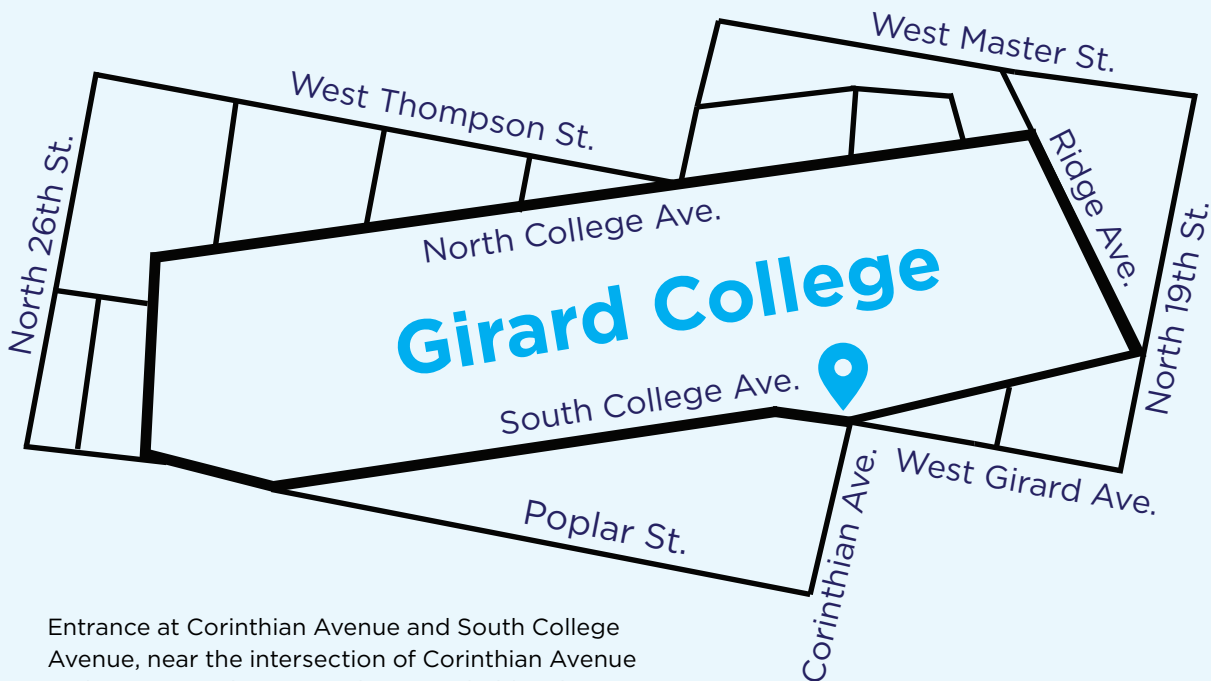 West Master St.
West Thompson St.
North 26th St.
Ridge Ave.
North College Ave.
North 19th St.
Girard College
South College Ave.
West Girard Ave.
Corinthian Ave.
Poplar St.
Entrance at Corinthian Avenue and South College
Avenue, near the intersection of Corinthian Avenue